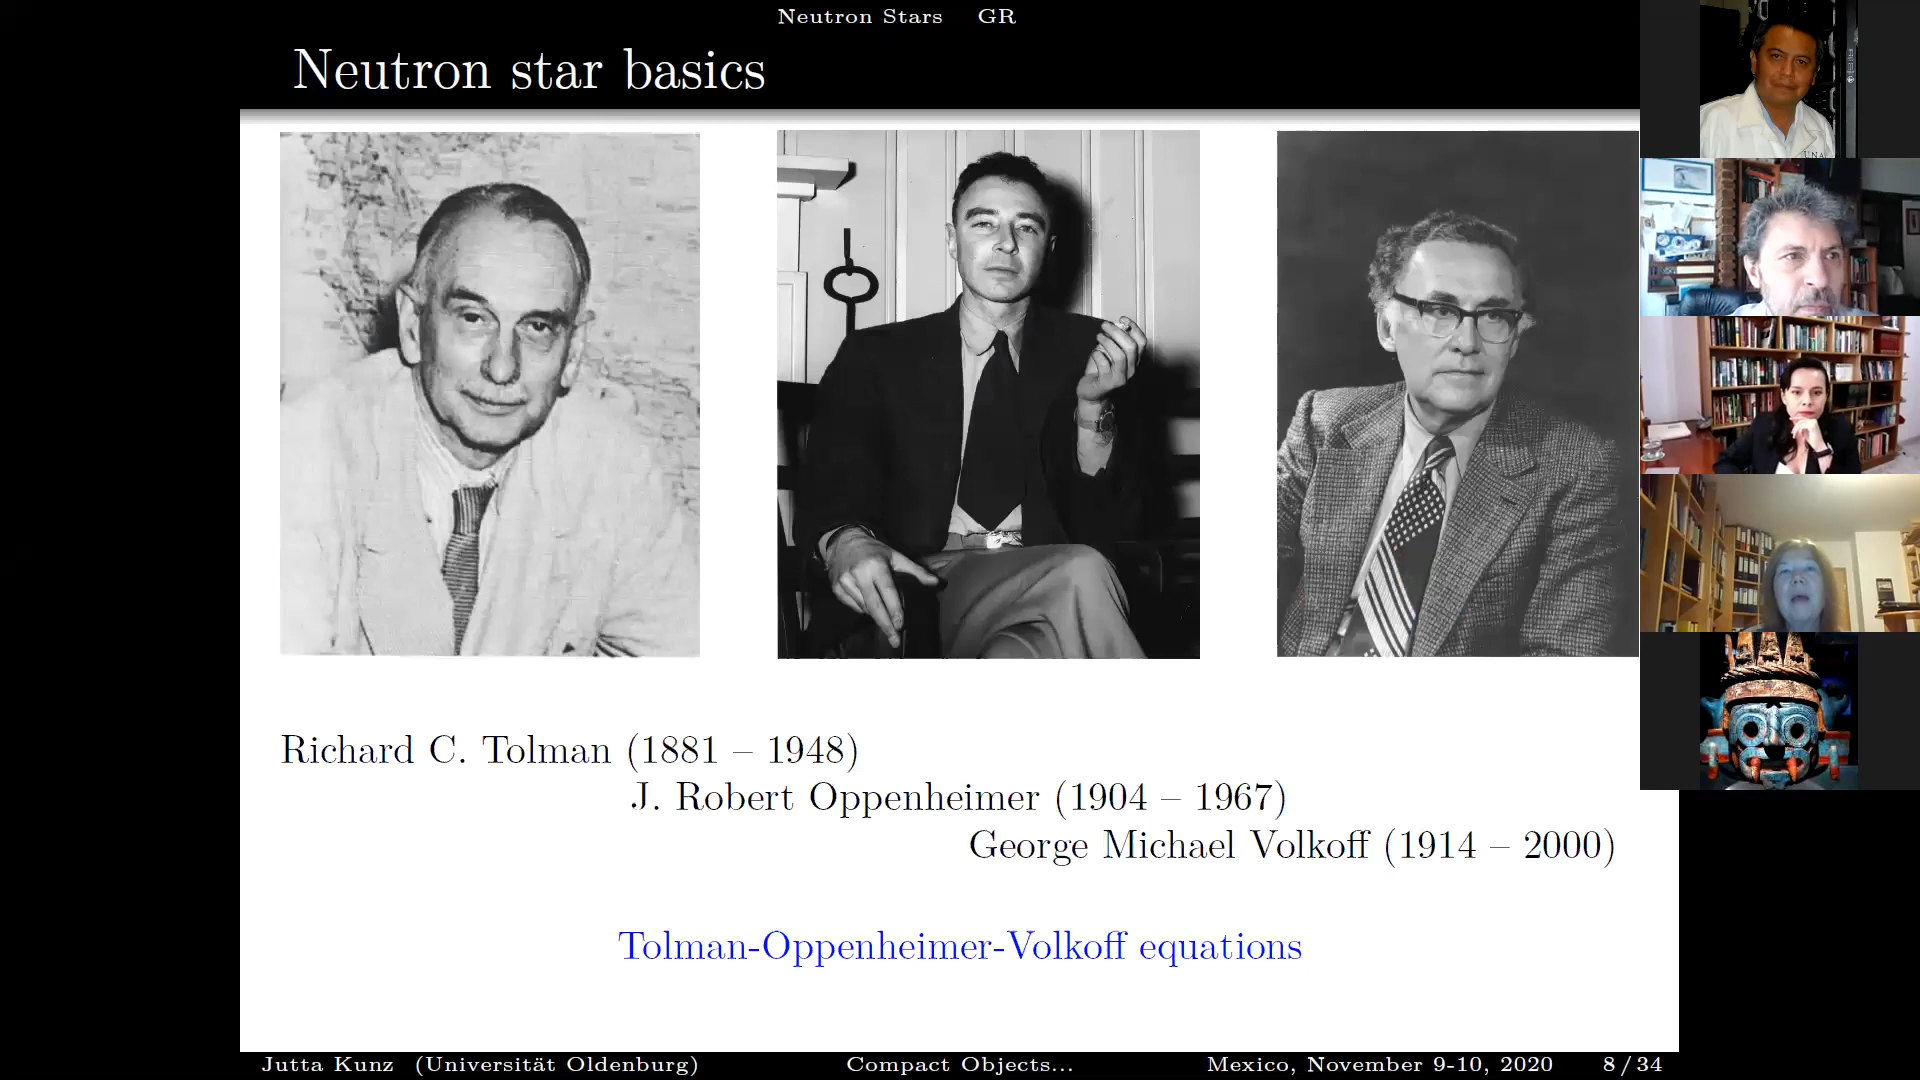 Neutron Stars GR
Neutron star basics
Richard C. Tolman (1881 – 1948)
J. Robert Oppenheimer (1904 – 1967)
George Michael Volkoff (1914 – 2000)
Tolman-Oppenheimer-Volkoff equations
Jutta Kunz (Universität Oldenburg) Compact Objects... Mexico, November 9-10, 2020 8 / 34